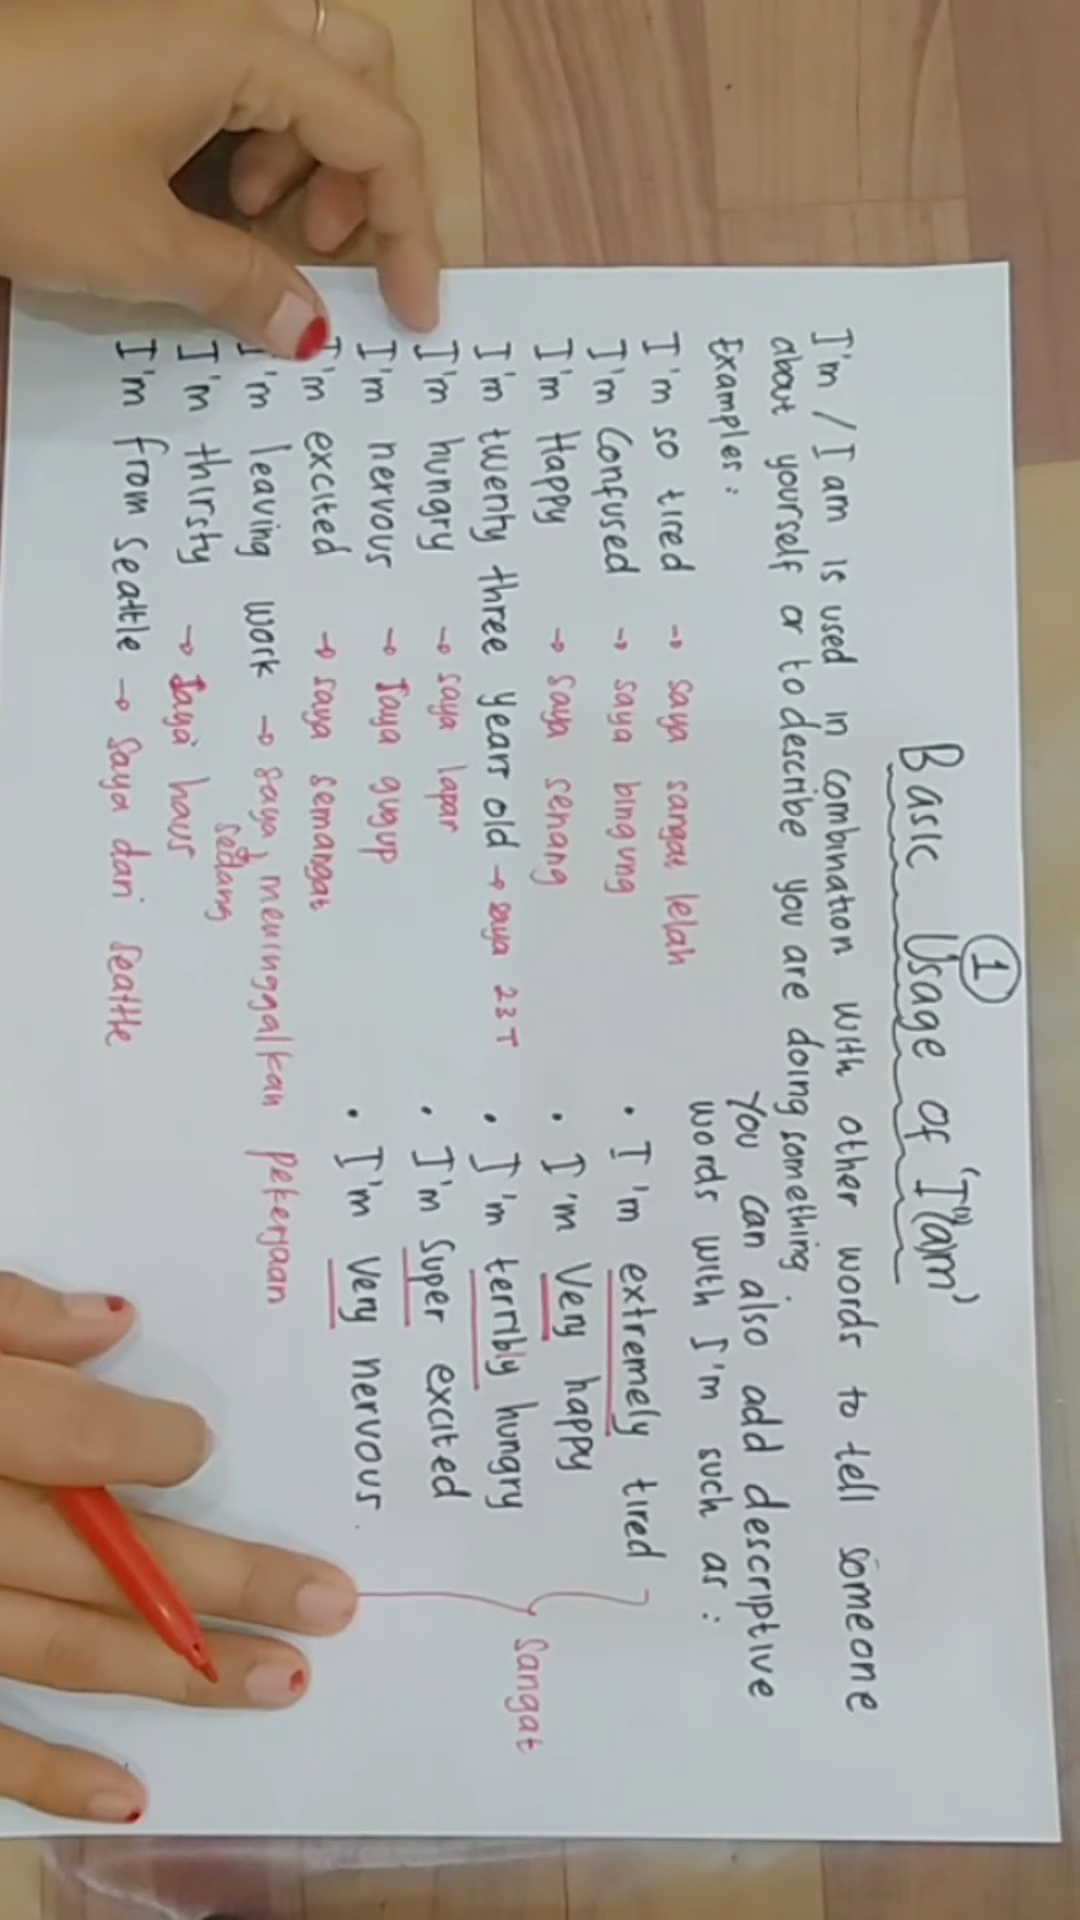 1
Basic Usage of 'I'(m)am'
I'm / I am is used in combination with other words to tell someone
about yourself or to describe you are doing something
Examples:
I'm so tired → saya sangat lelah
I'm Confused → saya bingung
I'm Happy → saya senang
I'm twenty three years old → saya 23 T
I'm hungry → saya lapar
I'm nervous → saya gugup
I'm excited → saya semangat
I'm leaving work → saya sedang meninggalkan pekerjaan
I'm thirsty → saya haus
I'm from Seattle → saya dari Seattle
You can also add descriptive
words with I'm such as:
• I'm extremely tired
• I'm Very happy
• I'm terribly hungry
• I'm Super excited
• I'm Very nervous.
Sangat